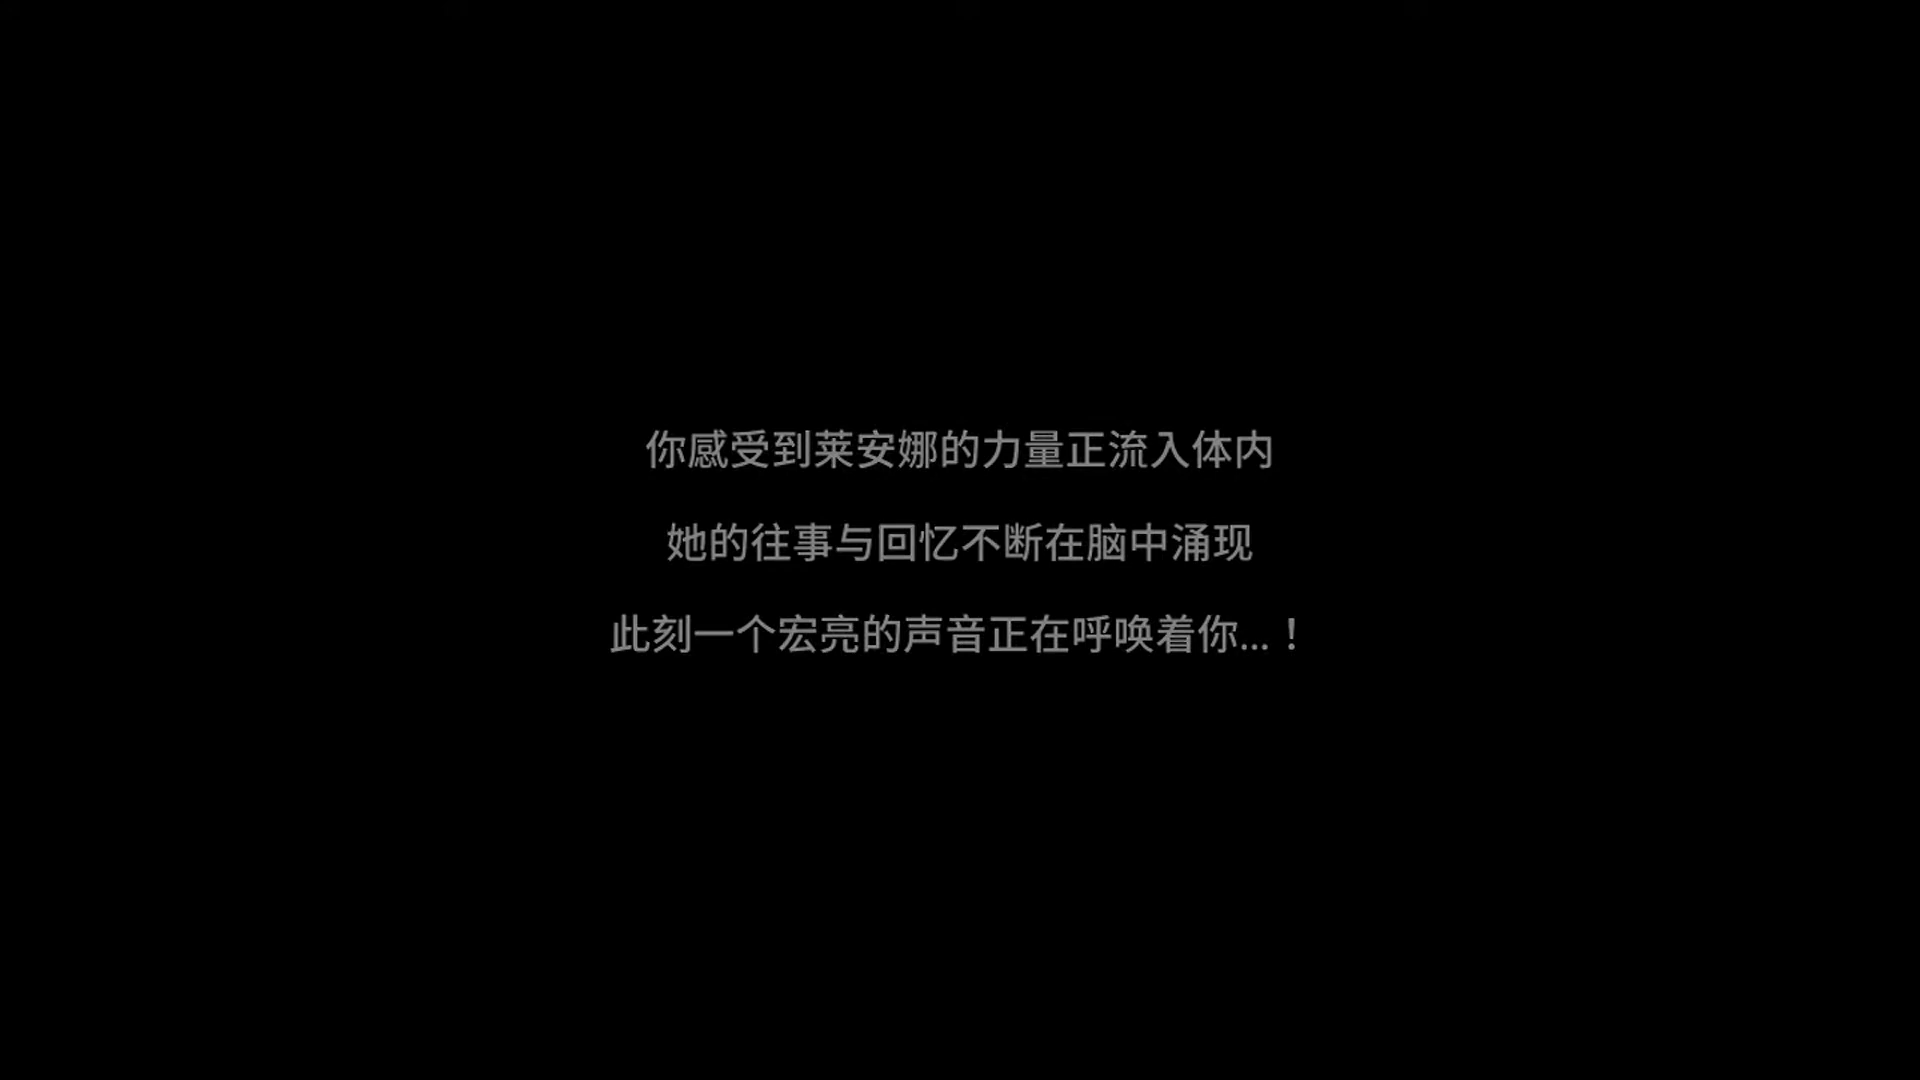 你感受到莱安娜的力量正流入体内
她的往事与回忆不断在脑中涌现
此刻一个宏亮的声音正在呼唤着你...！